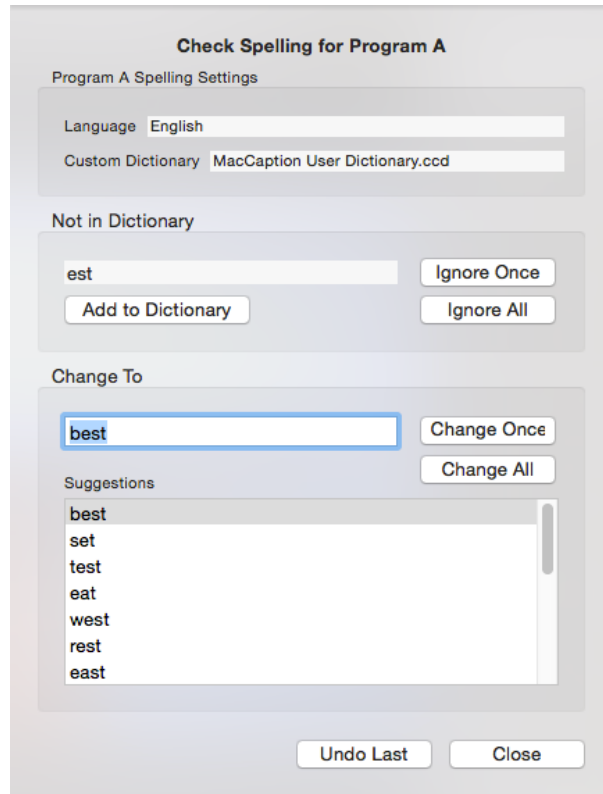 Check Spelling for Program A
Program A Spelling Settings
Language English
Custom Dictionary MacCaption User Dictionary.ccd
Not in Dictionary
est Ignore Once
Add to Dictionary Ignore All
Change To
best Change Once
Change All
Suggestions
best
set
test
eat
west
rest
east
Undo Last Close